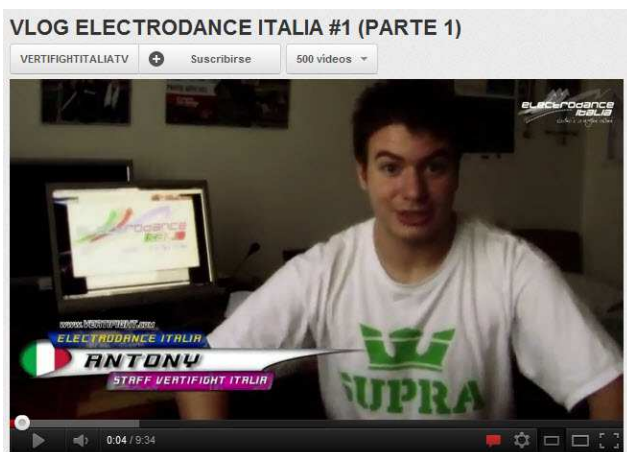 VLOG ELECTRODANCE ITALIA #1 (PARTE 1)
VERTIFIGHTITALIATV
Suscribirse
500 videos
electrodance
italia
electrodance
www.VERTIFIGHT.com
ELECTRODANCE ITALIA
ANTONY
STAFF VERTIFIGHT ITALIA
SUPRA
0:04 / 9:34